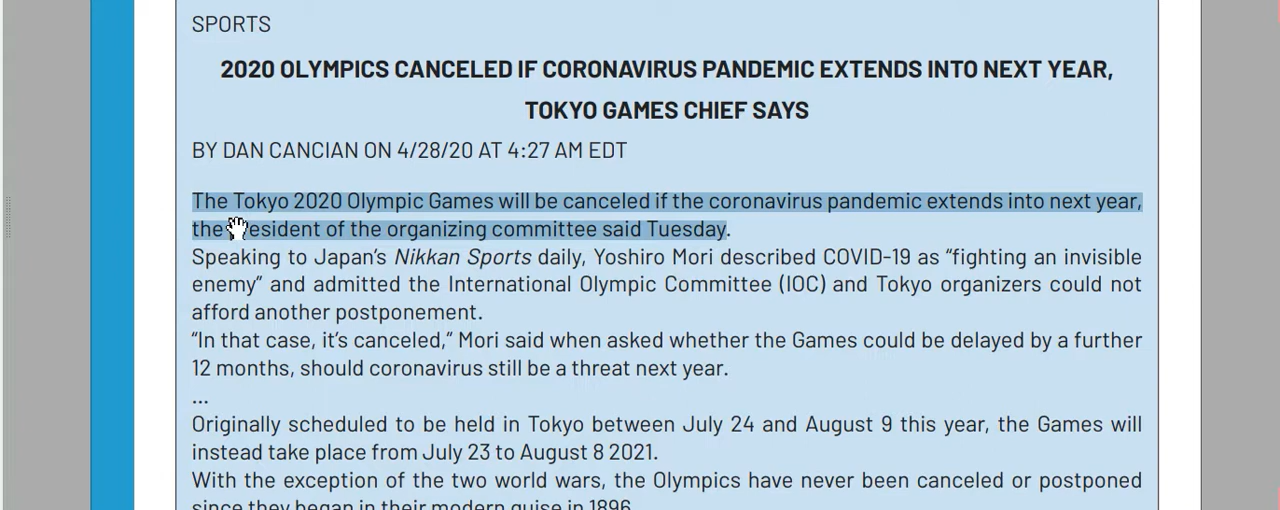 SPORTS
2020 OLYMPICS CANCELED IF CORONAVIRUS PANDEMIC EXTENDS INTO NEXT YEAR,
TOKYO GAMES CHIEF SAYS
BY DAN CANCIAN ON 4/28/20 AT 4:27 AM EDT
The Tokyo 2020 Olympic Games will be canceled if the coronavirus pandemic extends into next year,
the president of the organizing committee said Tuesday.
Speaking to Japan’s Nikkan Sports daily, Yoshiro Mori described COVID-19 as “fighting an invisible
enemy” and admitted the International Olympic Committee (IOC) and Tokyo organizers could not
afford another postponement.
“In that case, it’s canceled,” Mori said when asked whether the Games could be delayed by a further
12 months, should coronavirus still be a threat next year.
...
Originally scheduled to be held in Tokyo between July 24 and August 9 this year, the Games will
instead take place from July 23 to August 8 2021.
With the exception of the two world wars, the Olympics have never been canceled or postponed
since they began in their modern guise in 1896.